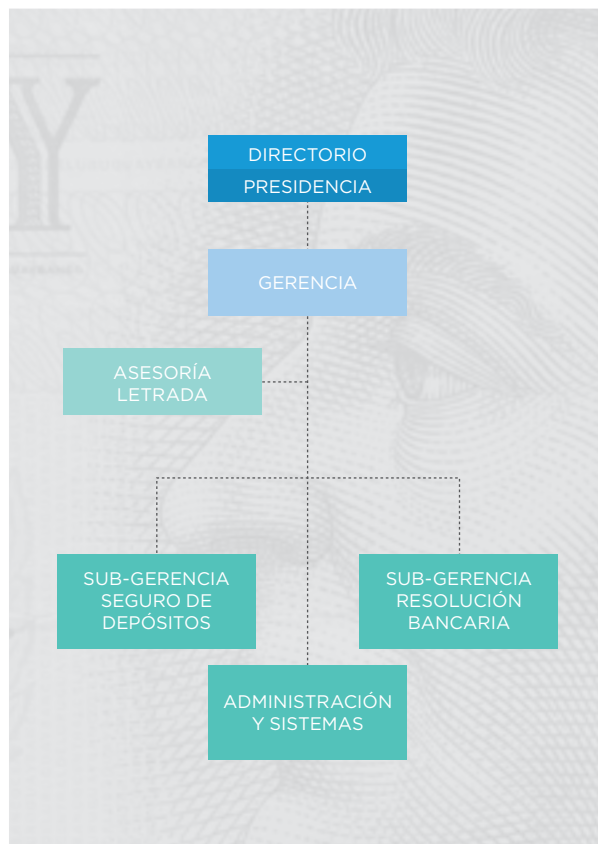 DIRECTORIO
PRESIDENCIA
GERENCIA
ASESORÍA
LETRADA
SUB-GERENCIA
SEGURO DE
DEPÓSITOS
SUB-GERENCIA
RESOLUCIÓN
BANCARIA
ADMINISTRACIÓN
Y SISTEMAS